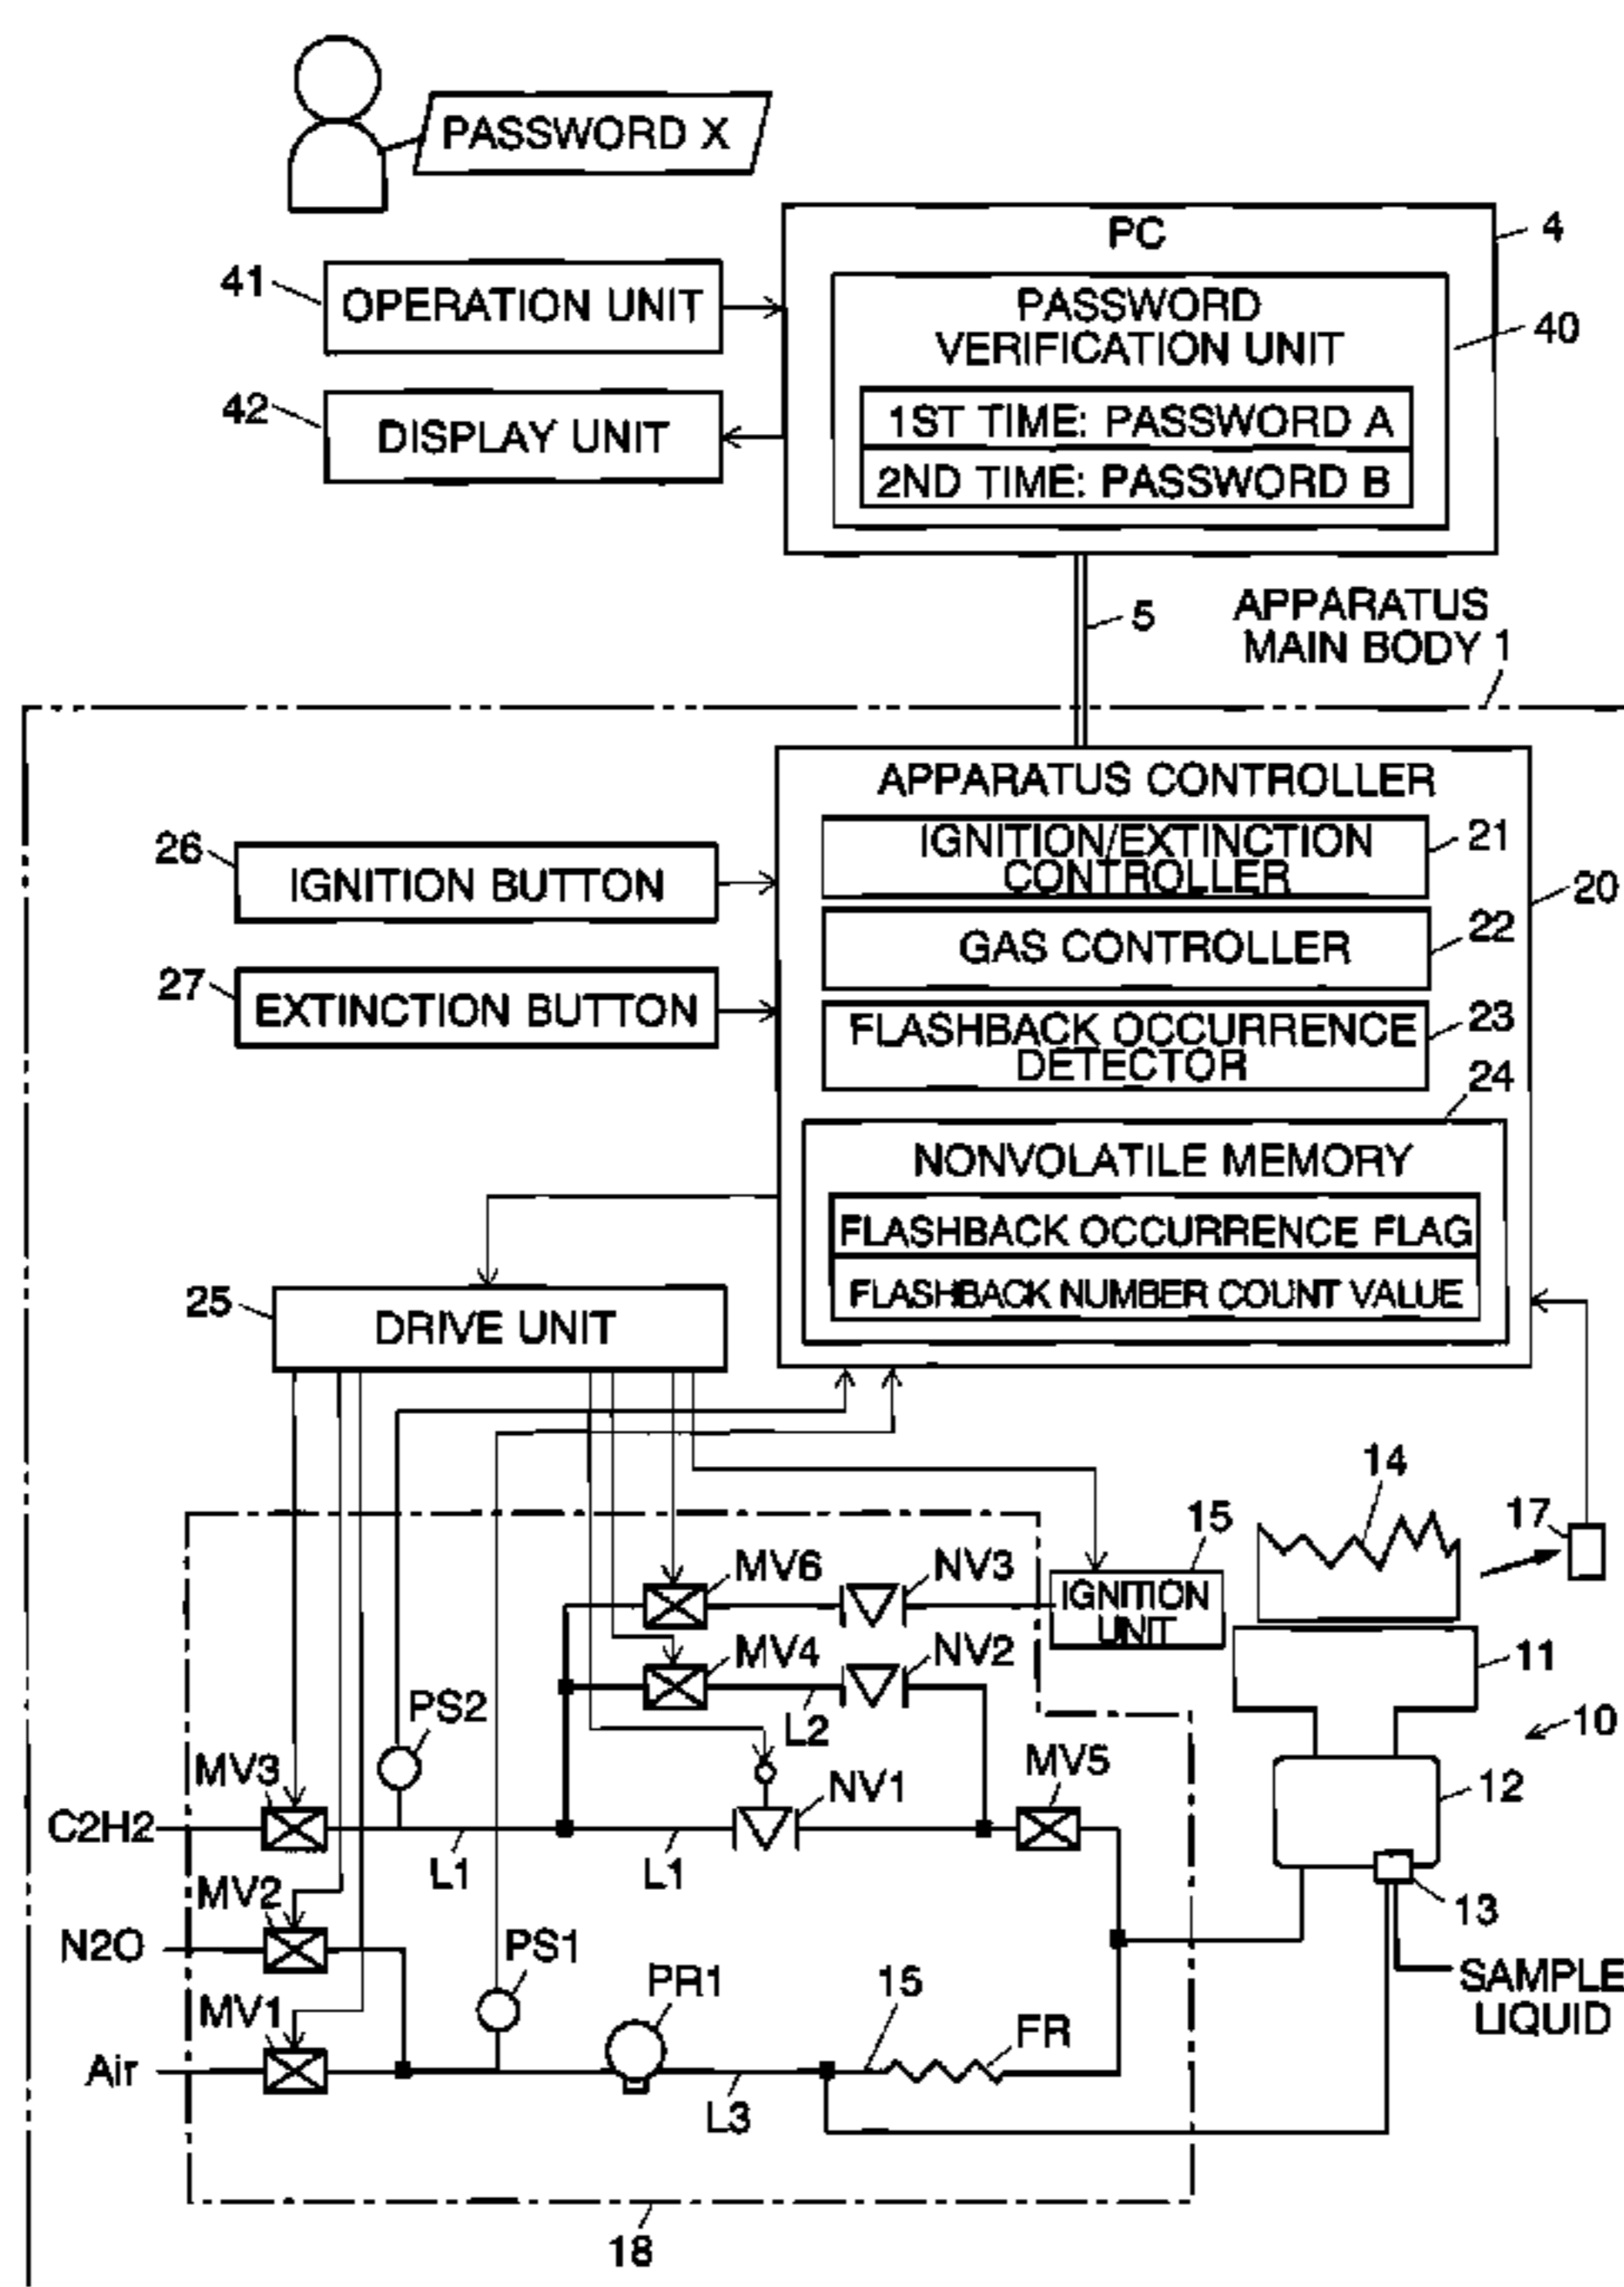 PASSWORD X
PC
4
41
OPERATION UNIT
PASSWORD
VERIFICATION UNIT
40
42
DISPLAY UNIT
1ST TIME: PASSWORD A
2ND TIME: PASSWORD B
5
APPARATUS
MAIN BODY 1
APPARATUS CONTROLLER
26
IGNITION BUTTON
IGNITION/EXTINCTION
CONTROLLER
21
20
GAS CONTROLLER
22
27
EXTINCTION BUTTON
FLASHBACK OCCURRENCE
DETECTOR
23
24
NONVOLATILE MEMORY
FLASHBACK OCCURRENCE FLAG
FLASHBACK NUMBER COUNT VALUE
25
DRIVE UNIT
14
17
15
MV6
NV3
IGNITION
UNIT
MV4
NV2
11
PS2
L2
10
MV3
NV1
MV5
12
C2H2
L1
L1
MV2
13
N2O
PS1
PR1
15
SAMPLE
LIQUID
MV1
FR
Air
L3
18